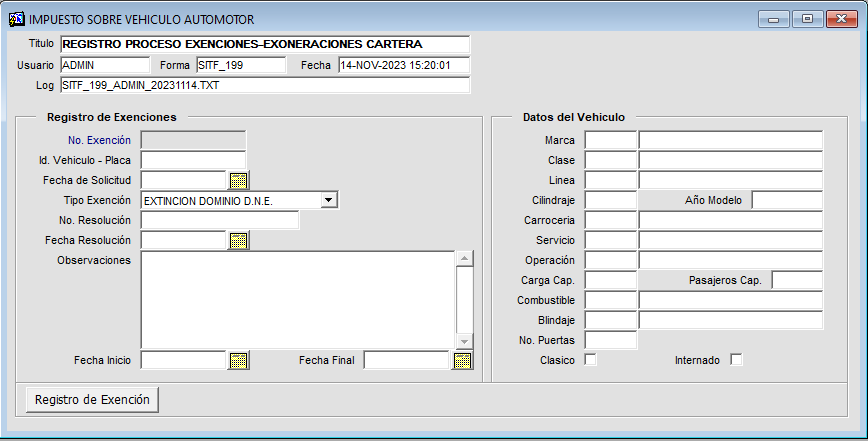 IMPUESTO SOBRE VEHICULO AUTOMOTOR
Titulo REGISTRO PROCESO EXENCIONES-EXONERACIONES CARTERA
Usuario ADMIN Forma SITF_199 Fecha 14-NOV-2023 15:20:01
Log SITF_199_ADMIN_20231114.TXT
Registro de Exenciones
No. Exención
Id. Vehiculo - Placa
Fecha de Solicitud
Tipo Exención EXTINCION DOMINIO D.N.E.
No. Resolución
Fecha Resolución
Observaciones
Fecha Inicio Fecha Final
Datos del Vehiculo
Marca
Clase
Linea
Cilindraje Año Modelo
Carroceria
Servicio
Operación
Carga Cap. Pasajeros Cap.
Combustible
Blindaje
No. Puertas
Clasico Internado
Registro de Exención